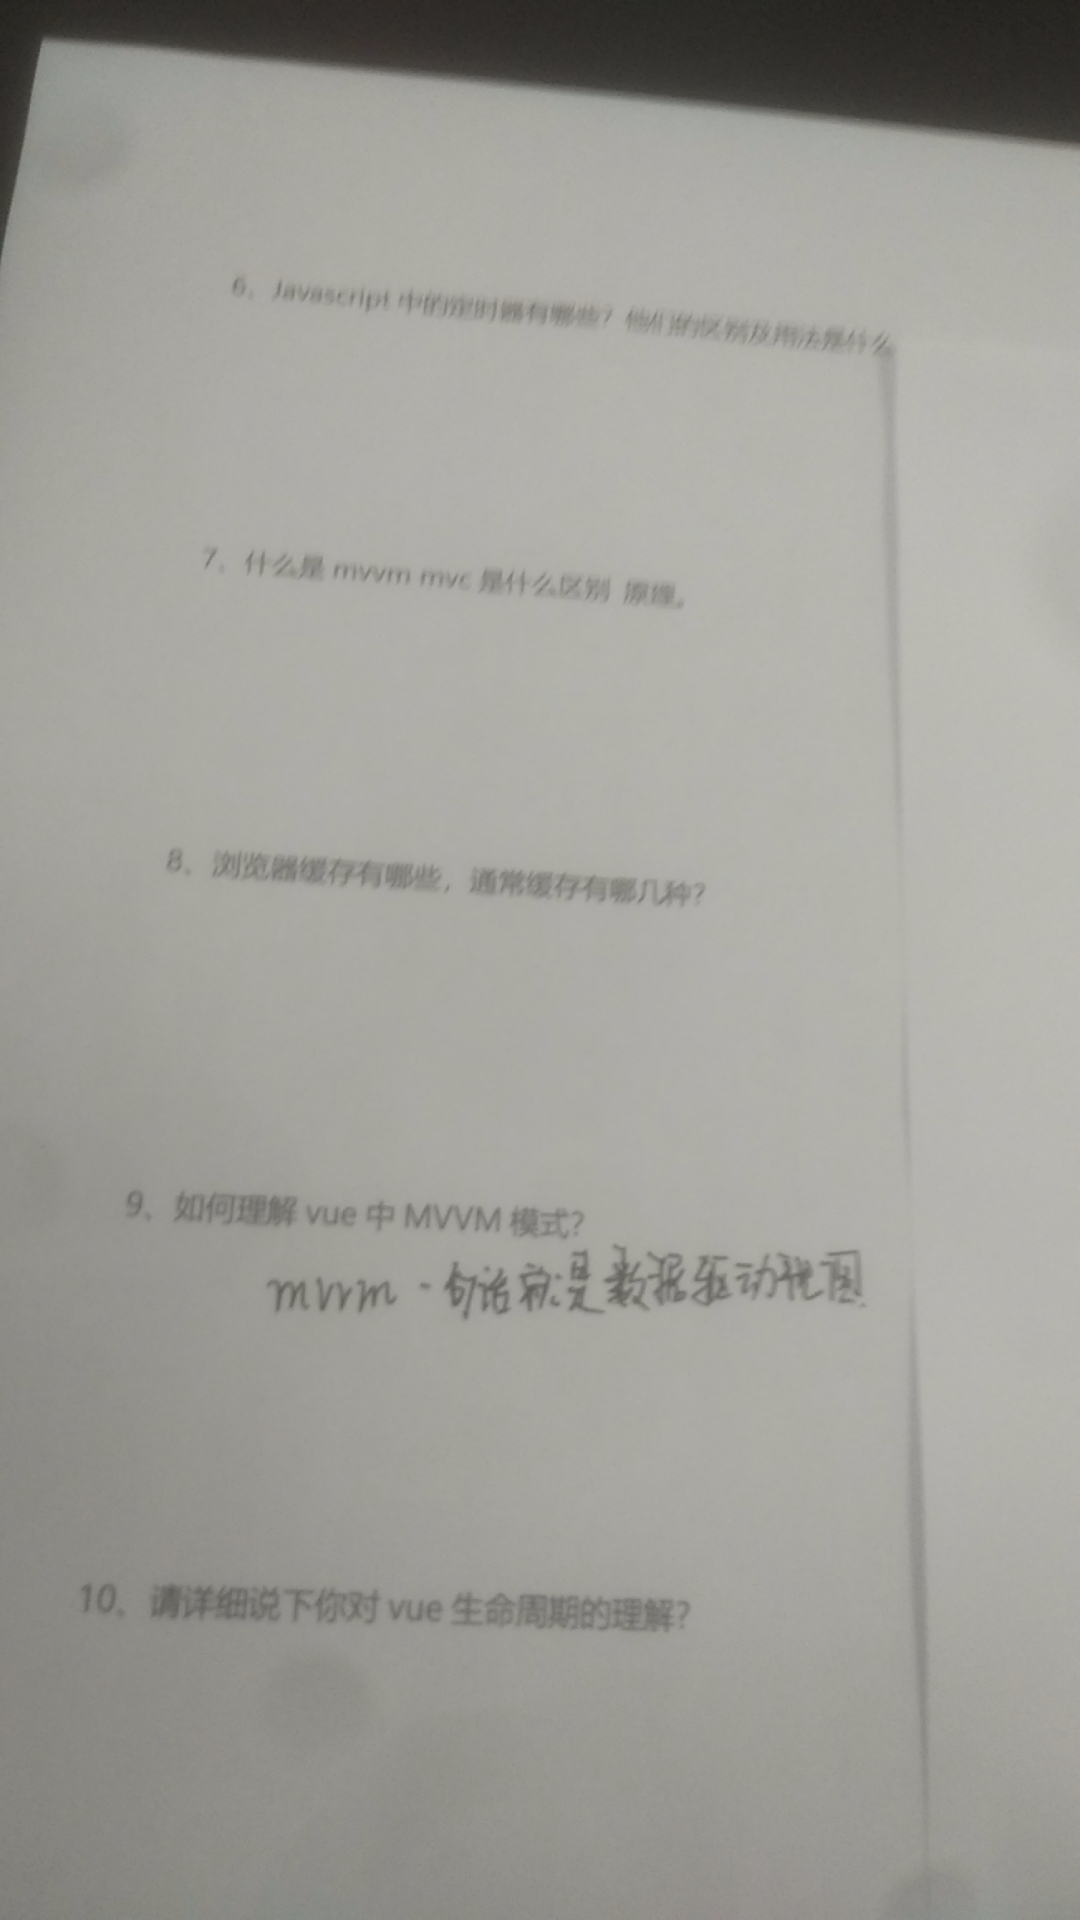 6、Javascript 中的定时器有哪些？他们的区别及用法是什么
7、什么是 mvvm mvc 是什么区别 原理。
8、浏览器缓存有哪些，通常缓存有哪几种？
9、如何理解 vue 中 MVVM 模式？
mvvm 一句话就是数据驱动视图
10、请详细说下你对 vue 生命周期的理解？